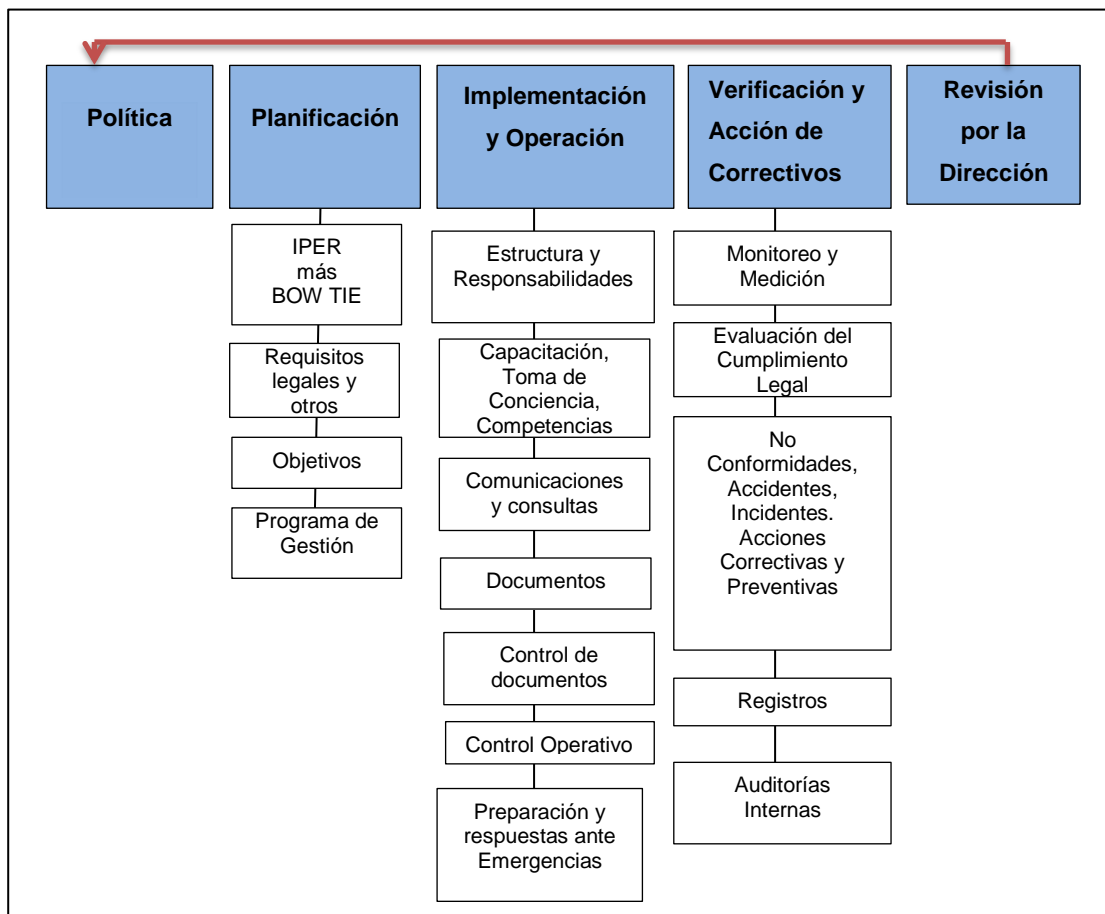 Política
Planificación
Implementación
y Operación
Verificación y
Acción de
Correctivos
Revisión
por la
Dirección
IPER
más
BOW TIE
Requisitos
legales y
otros
Objetivos
Programa de
Gestión
Estructura y
Responsabilidades
Capacitación,
Toma de
Conciencia,
Competencias
Comunicaciones
y consultas
Documentos
Control de
documentos
Control Operativo
Preparación y
respuestas ante
Emergencias
Monitoreo y
Medición
Evaluación del
Cumplimiento
Legal
No
Conformidades,
Accidentes,
Incidentes.
Acciones
Correctivas y
Preventivas
Registros
Auditorías
Internas